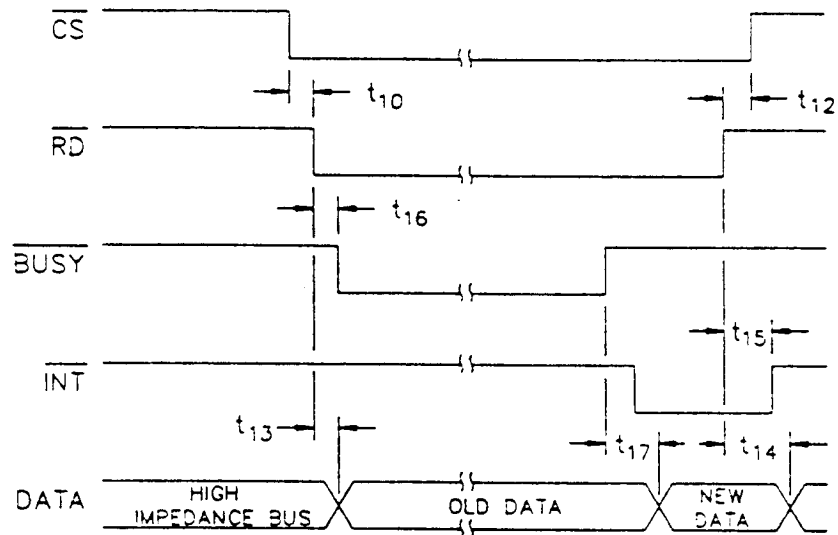 CS
t10
t12
RD
t16
BUSY
t15
INT
t13
t17
t14
DATA
HIGH
IMPEDANCE BUS
OLD DATA
NEW
DATA